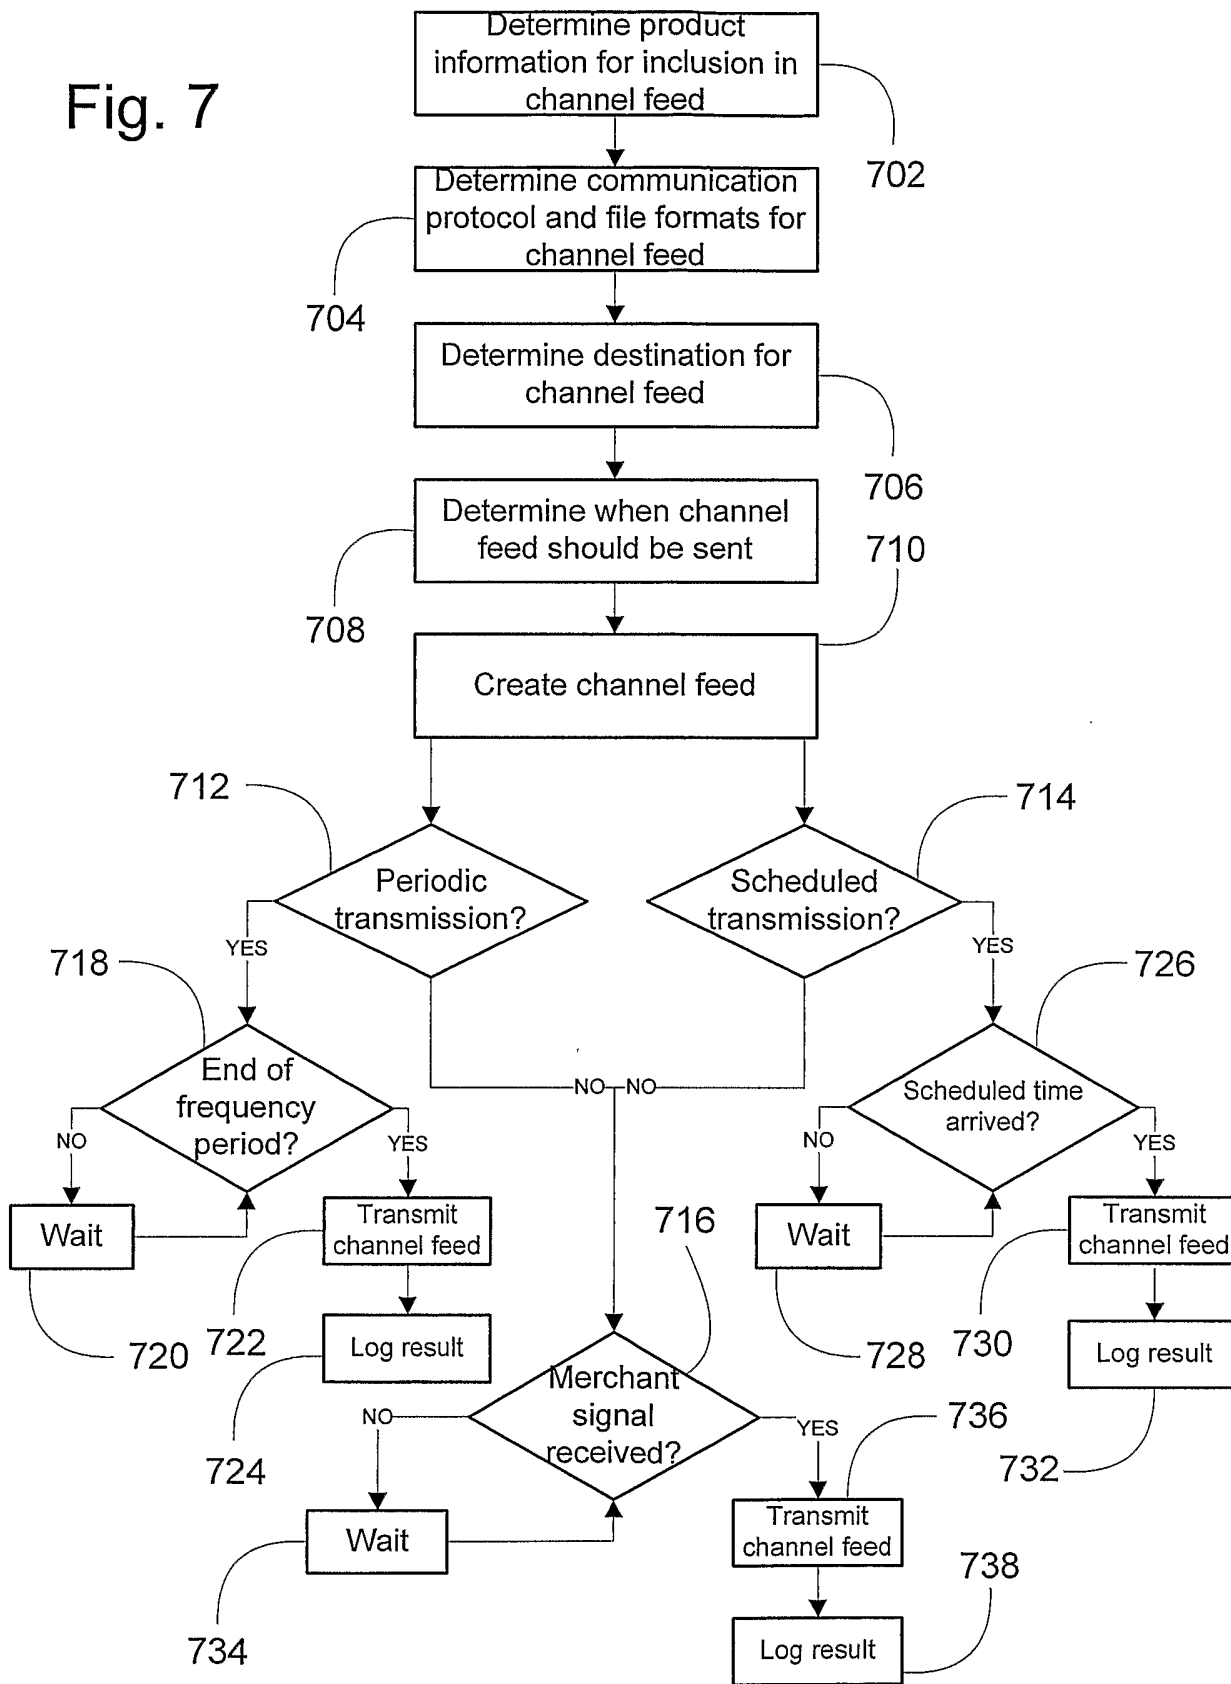 Fig. 7
Determine product
information for inclusion in
channel feed
702
Determine communication
protocol and file formats for
channel feed
704
Determine destination for
channel feed
706
Determine when channel
feed should be sent
708
710
Create channel feed
712
714
Periodic
transmission?
Scheduled
transmission?
YES
YES
718
726
NO
NO
End of
frequency
period?
Scheduled time
arrived?
NO
YES
NO
YES
Wait
Transmit
channel feed
716
Wait
Transmit
channel feed
720
722
728
730
Log result
Log result
Merchant
signal
received?
NO
YES
736
724
732
Wait
Transmit
channel feed
738
734
Log result